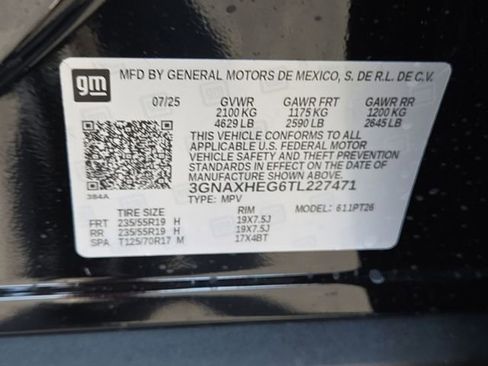 gm
MFD BY GENERAL MOTORS DE MEXICO, S. DE R.L. DE C.V.
07/25 GVWR GAWR FRT GAWR RR
2100 KG 1175 KG 1200 KG
4629 LB 2590 LB 2645 LB
THIS VEHICLE CONFORMS TO ALL
APPLICABLE U.S. FEDERAL MOTOR
VEHICLE SAFETY AND THEFT PREVENTION
STANDARDS IN EFFECT ON THE DATE OF
MANUFACTURE SHOWN ABOVE.
3GNAXHEG6TL227471
384A TYPE: MPV MODEL: 611PT26
TIRE SIZE RIM
FRT 235/55R19 H 19X7.5J
RR 235/55R19 H 19X7.5J
SPA T125/70R17 M 17X4BT